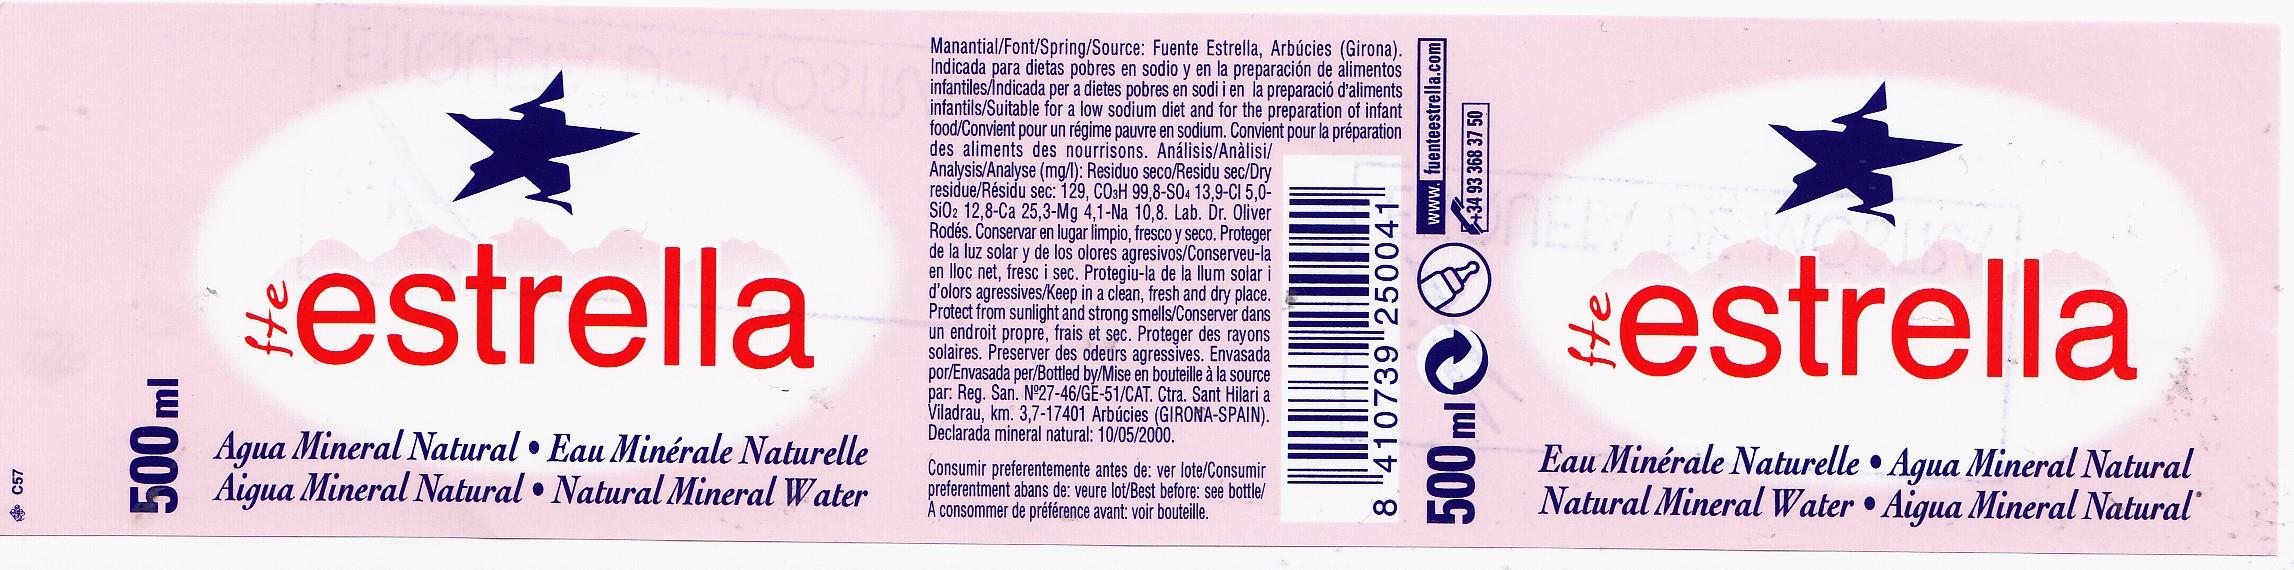 C57
500 ml
fte estrella
Agua Mineral Natural • Eau Minérale Naturelle
Aigua Mineral Natural • Natural Mineral Water
Manantial/Font/Spring/Source: Fuente Estrella, Arbúcies (Girona).
Indicada para dietas pobres en sodio y en la preparación de alimentos
infantiles/Indicada per a dietes pobres en sodi i en la preparació d'aliments
infantils/Suitable for a low sodium diet and for the preparation of infant
food/Convient pour un régime pauvre en sodium. Convient pour la préparation
des aliments des nourrisons. Análisis/Anàlisi/
Analysis/Analyse (mg/l): Residuo seco/Residu sec/Dry
residue/Résidu sec: 129, CO₃H 99,8-SO₄ 13,9-Cl 5,0-
SiO₂ 12,8-Ca 25,3-Mg 4,1-Na 10,8. Lab. Dr. Oliver
Rodés. Conservar en lugar limpio, fresco y seco. Proteger
de la luz solar y de los olores agresivos/Conserveu-la
en lloc net, fresc i sec. Protegiu-la de la llum solar i
d'olors agressives/Keep in a clean, fresh and dry place.
Protect from sunlight and strong smells/Conserver dans
un endroit propre, frais et sec. Proteger des rayons
solaires. Preserver des odeurs agressives. Envasada
por/Envasada per/Bottled by/Mise en bouteille à la source
par: Reg. San. Nº27-46/GE-51/CAT. Ctra. Sant Hilari a
Viladrau, km. 3,7-17401 Arbúcies (GIRONA-SPAIN).
Declarada mineral natural: 10/05/2000.
Consumir preferentemente antes de: ver lote/Consumir
preferentment abans de: veure lot/Best before: see bottle/
A consommer de préférence avant: voir bouteille.
8 410739 250041
www. fuenteestrella.com
+34 93 368 37 50
500 ml
fte estrella
Eau Minérale Naturelle • Agua Mineral Natural
Natural Mineral Water • Aigua Mineral Natural